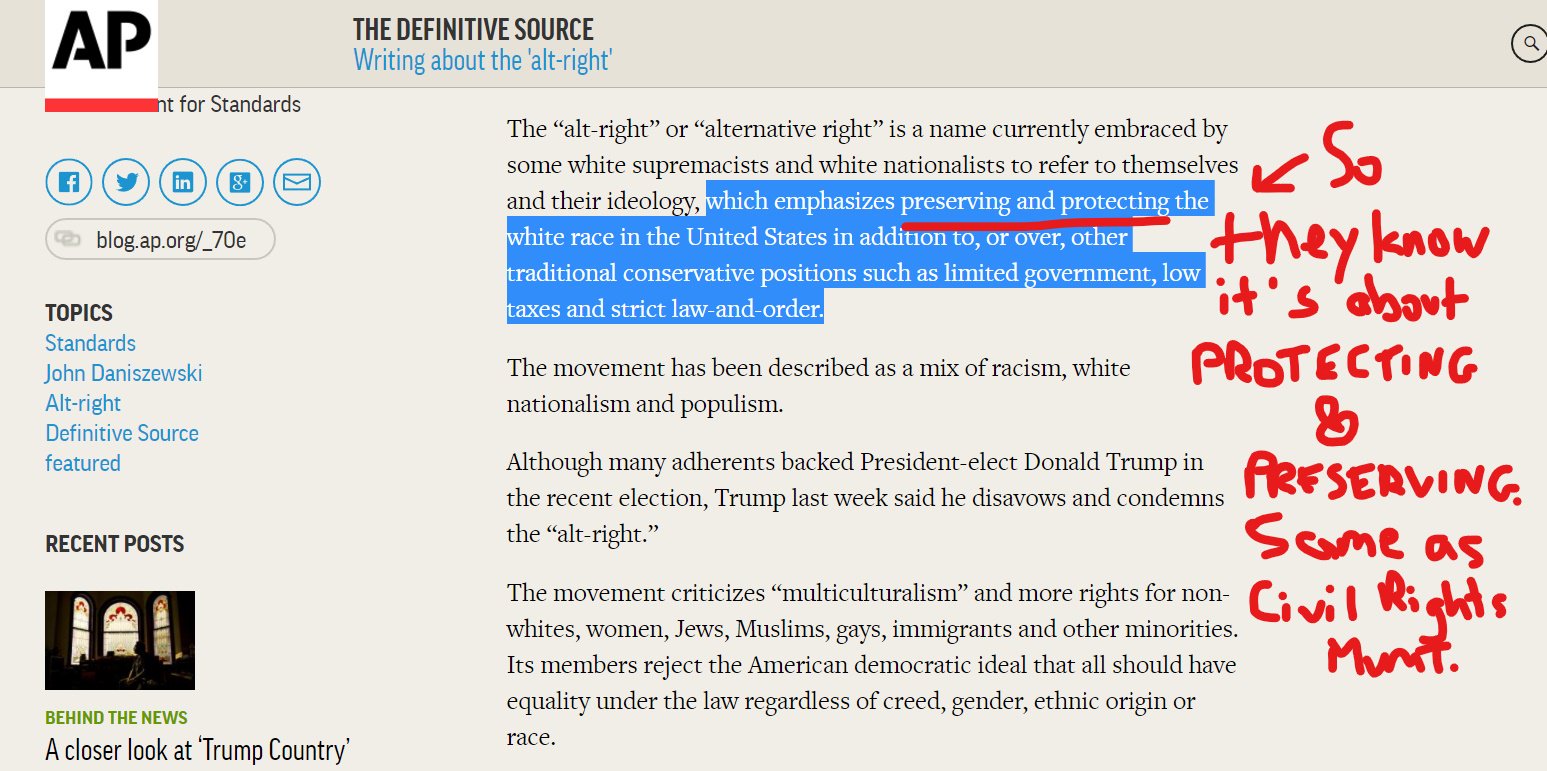 AP
THE DEFINITIVE SOURCE
Writing about the 'alt-right'
nt for Standards
blog.ap.org/_70e
TOPICS
Standards
John Daniszewski
Alt-right
Definitive Source
featured
RECENT POSTS
BEHIND THE NEWS
A closer look at ‘Trump Country’
The “alt-right” or “alternative right” is a name currently embraced by
some white supremacists and white nationalists to refer to themselves
and their ideology, which emphasizes preserving and protecting the
white race in the United States in addition to, or over, other
traditional conservative positions such as limited government, low
taxes and strict law-and-order.
The movement has been described as a mix of racism, white
nationalism and populism.
Although many adherents backed President-elect Donald Trump in
the recent election, Trump last week said he disavows and condemns
the “alt-right.”
The movement criticizes “multiculturalism” and more rights for non-
whites, women, Jews, Muslims, gays, immigrants and other minorities.
Its members reject the American democratic ideal that all should have
equality under the law regardless of creed, gender, ethnic origin or
race.
So
they know
it's about
PROTECTING
&
PRESERVING.
Same as
Civil Rights
Mvmt.